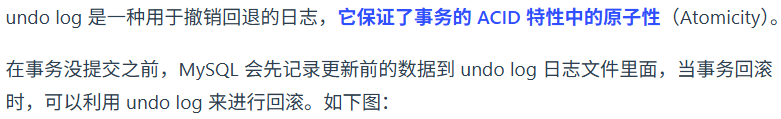 undo log 是一种用于撤销回退的日志，它保证了事务的 ACID 特性中的原子性（Atomicity）。
在事务没提交之前，MySQL 会先记录更新前的数据到 undo log 日志文件里面，当事务回滚
时，可以利用 undo log 来进行回滚。如下图：